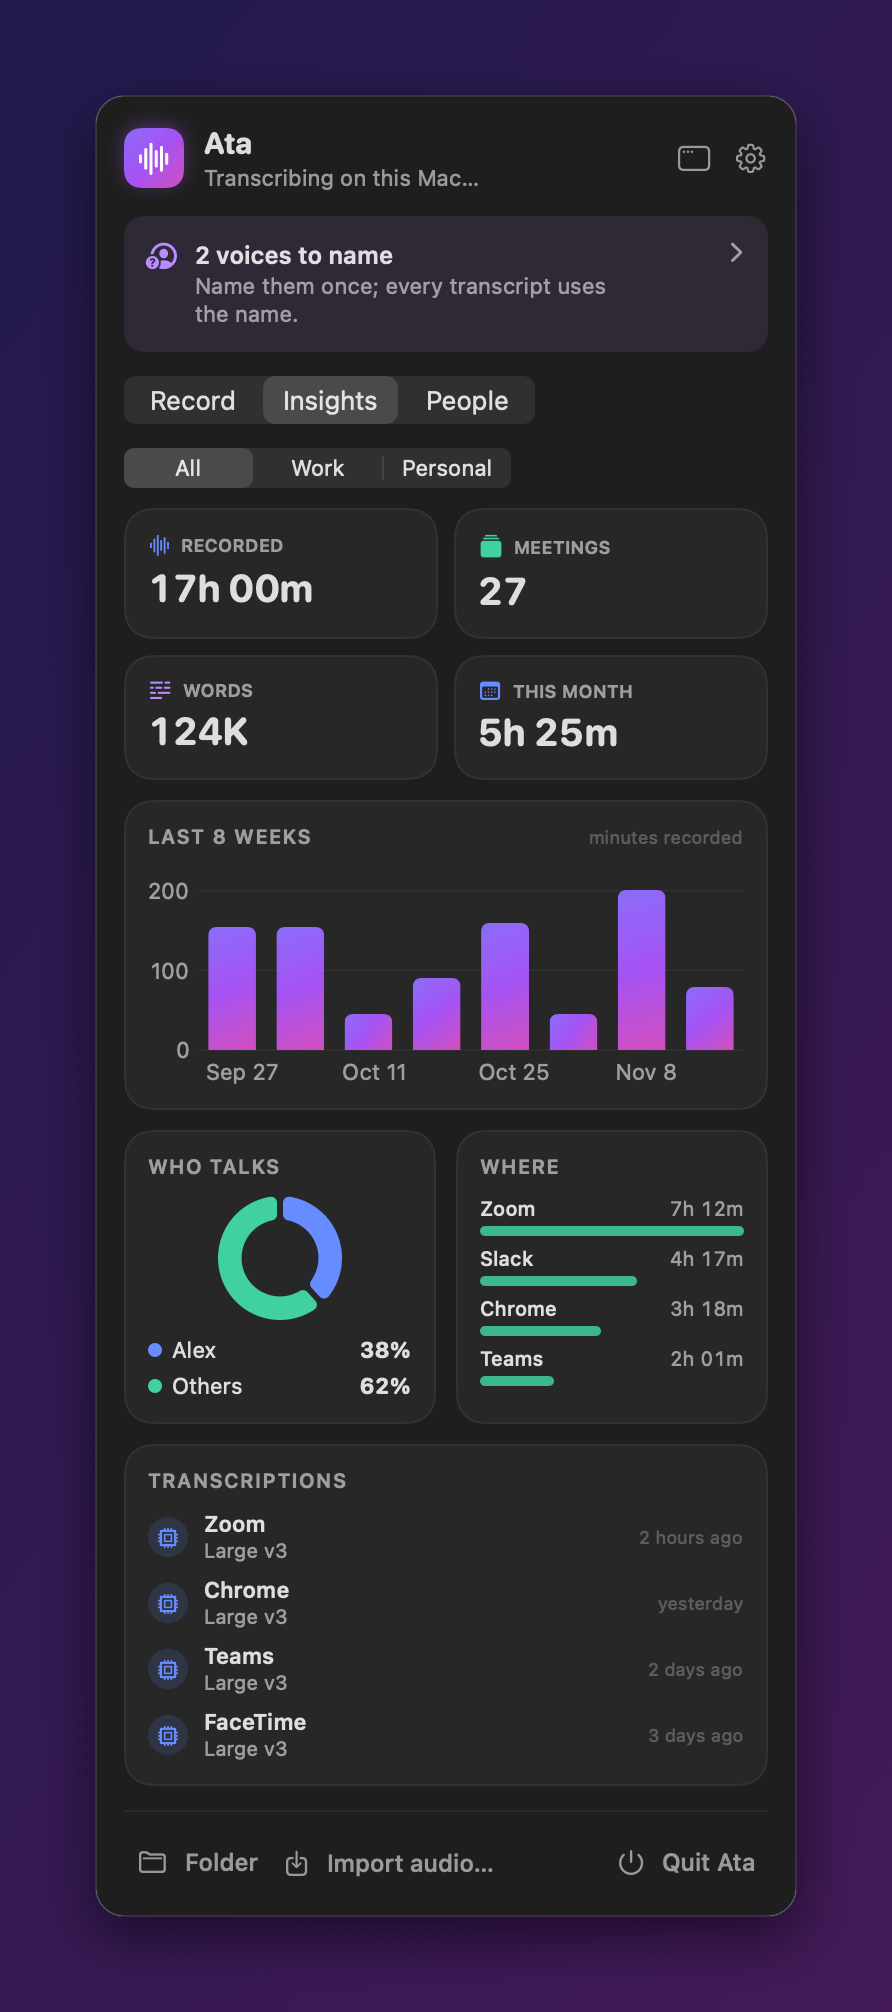 Ata
Transcribing on this Mac...
2 voices to name
Name them once; every transcript uses
the name.
Record Insights People
All Work Personal
RECORDED
17h 00m
MEETINGS
27
WORDS
124K
THIS MONTH
5h 25m
LAST 8 WEEKS minutes recorded
200
100
0
Sep 27 Oct 11 Oct 25 Nov 8
WHO TALKS
Alex 38%
Others 62%
WHERE
Zoom 7h 12m
Slack 4h 17m
Chrome 3h 18m
Teams 2h 01m
TRANSCRIPTIONS
Zoom
Large v3
2 hours ago
Chrome
Large v3
yesterday
Teams
Large v3
2 days ago
FaceTime
Large v3
3 days ago
Folder Import audio... Quit Ata